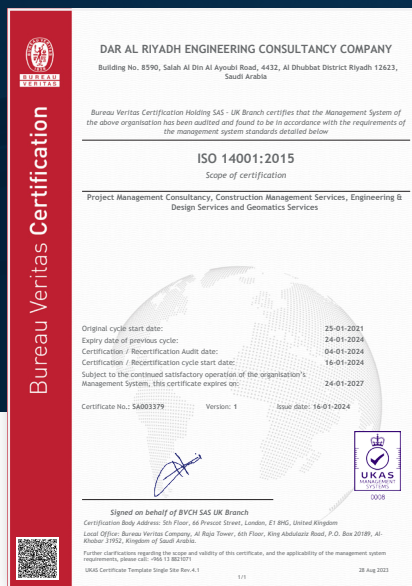 BUREAU
VERITAS
Bureau Veritas Certification
DAR AL RIYADH ENGINEERING CONSULTANCY COMPANY
Building No. 8590, Salah Al Din Al Ayoubi Road, 4432, Al Dhubbat District Riyadh 12623,
Saudi Arabia
Bureau Veritas Certification Holding SAS – UK Branch certifies that the Management System of
the above organisation has been audited and found to be in accordance with the requirements of
the management system standards detailed below
ISO 14001:2015
Scope of certification
Project Management Consultancy, Construction Management Services, Engineering &
Design Services and Geomatics Services
Original cycle start date: 25-01-2021
Expiry date of previous cycle: 24-01-2024
Certification / Recertification Audit date: 04-01-2024
Certification / Recertification cycle start date: 16-01-2024
Subject to the continued satisfactory operation of the organisation's
Management System, this certificate expires on: 24-01-2027
Certificate No.: SA003379 Version: 1 Issue date: 16-01-2024
UKAS
MANAGEMENT
SYSTEMS
0008
Signed on behalf of BVCH SAS UK Branch
Certification Body Address: 5th Floor, 66 Prescot Street, London, E1 8HG, United Kingdom
Local Office: Bureau Veritas Company, Al Raja Tower, 6th Floor, King Abdulaziz Road, P.O. Box 20189, Al-
Khobar 31952, Kingdom of Saudi Arabia.
Further clarifications regarding the scope and validity of this certificate, and the applicability of the management system
requirements, please call: +966 13 8821071
UKAS Certificate Template Single Site Rev.4.1 28 Aug 2023
1/1